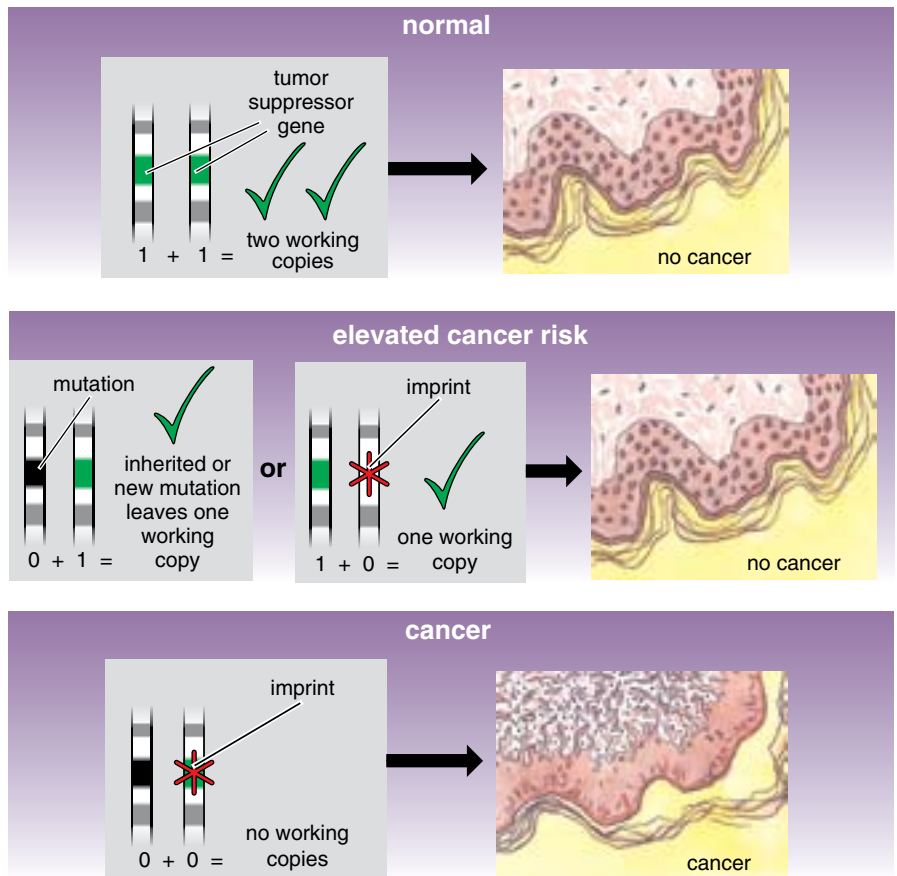 normal
tumor
suppressor
gene
1 + 1 =
two working
copies
no cancer
elevated cancer risk
mutation
inherited or
new mutation
leaves one
working
copy
0 + 1 =
or
imprint
one working
copy
1 + 0 =
no cancer
cancer
imprint
0 + 0 =
no working
copies
cancer